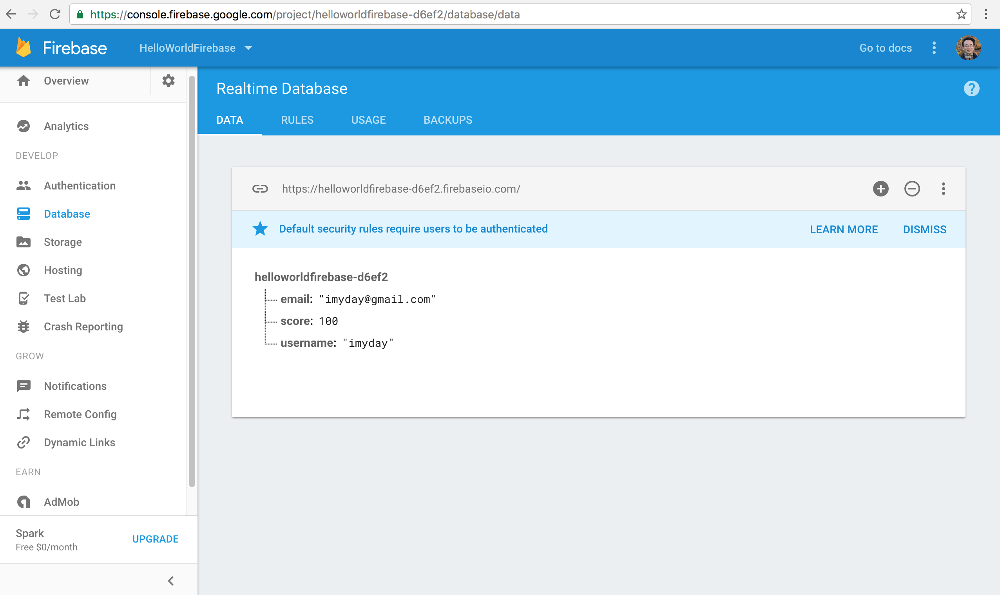 https://console.firebase.google.com/project/helloworldfirebase-d6ef2/database/data
Firebase
HelloWorldFirebase
Go to docs
Overview
Analytics
DEVELOP
Authentication
Database
Storage
Hosting
Test Lab
Crash Reporting
GROW
Notifications
Remote Config
Dynamic Links
EARN
AdMob
Spark
Free $0/month
UPGRADE
Realtime Database
DATA RULES USAGE BACKUPS
https://helloworldfirebase-d6ef2.firebaseio.com/
Default security rules require users to be authenticated LEARN MORE DISMISS
helloworldfirebase-d6ef2
email: "imyday@gmail.com"
score: 100
username: "imyday"